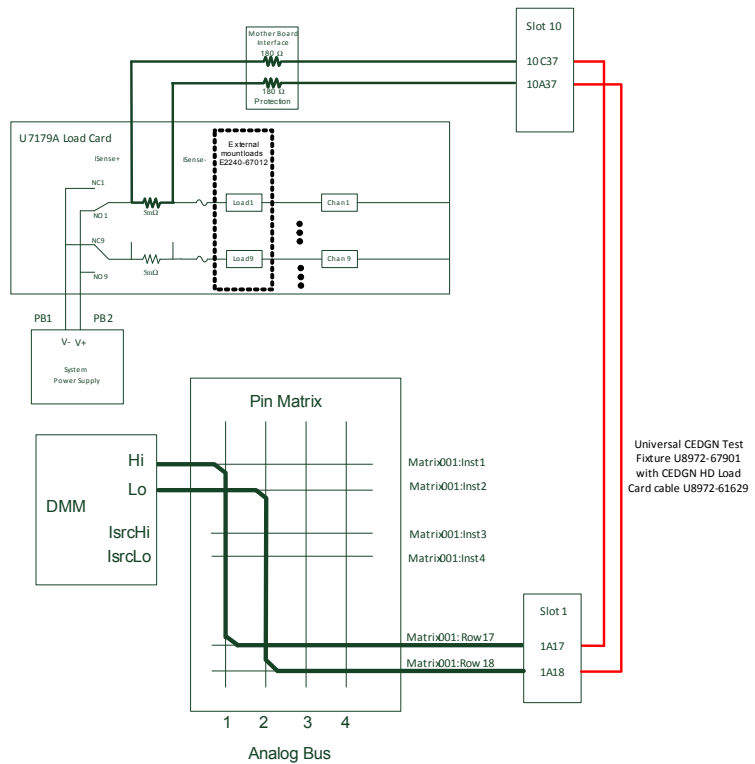 Slot 10
Mother Board
Interface
180 Ω
10C37
10A37
180 Ω
Protection
U7179A Load Card
External
mountloads
E2240-67012
ISense+
ISense-
NC1
NO1
5mΩ
Load1
Chan1
NC9
NO9
5mΩ
Load9
Chan 9
PB1
PB2
V- V+
System
Power Supply
Pin Matrix
Hi
Lo
DMM
IsrcHi
IsrcLo
Matrix001:Inst1
Matrix001:Inst2
Matrix001:Inst3
Matrix001:Inst4
Universal CEDGN Test
Fixture U8972-67901
with CEDGN HD Load
Card cable U8972-61629
Slot 1
Matrix001:Row17
1A17
Matrix001:Row18
1A18
1 2 3 4
Analog Bus